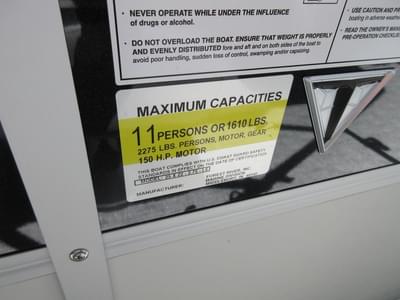 • NEVER OPERATE WHILE UNDER THE INFLUENCE
of drugs or alcohol.
• DO NOT OVERLOAD THE BOAT. ENSURE THAT WEIGHT IS PROPERLY
AND EVENLY DISTRIBUTED fore and aft and on both sides of the boat to
avoid poor handling, sudden loss of control, swamping and/or capsizing.
• USE CAUTION AND
boating in adverse weather
• READ THE OWNER'S
PRE-OPERATION CHECKLIST
MAXIMUM CAPACITIES
11 PERSONS OR 1610 LBS.
2275 LBS. PERSONS, MOTOR, GEAR
150 H.P. MOTOR
THIS BOAT COMPLIES WITH U.S. COAST GUARD SAFETY
STANDARDS IN EFFECT ON THE DATE OF CERTIFICATION
MODEL:
MANUFACTURER:
FOREST RIVER, INC.